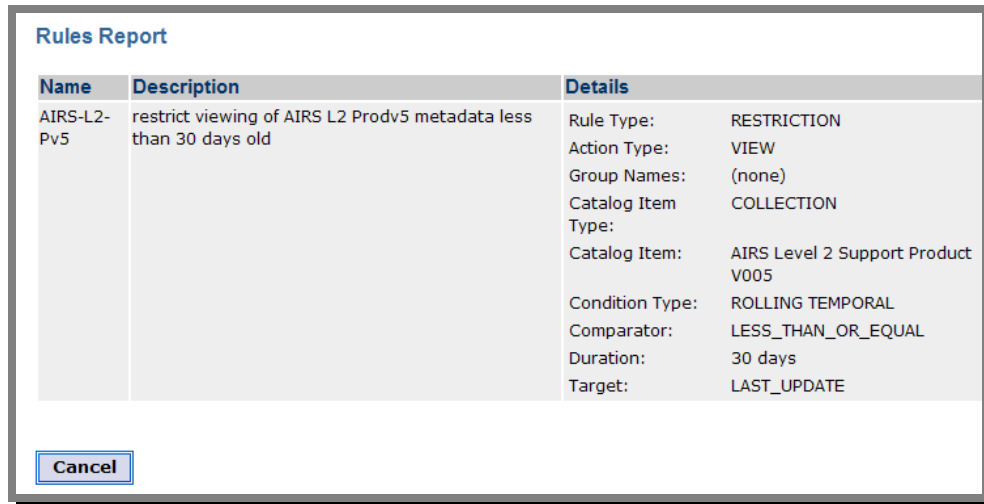 Rules Report
Name Description Details
AIRS-L2-Pv5 restrict viewing of AIRS L2 Prodv5 metadata less than 30 days old
Rule Type: RESTRICTION
Action Type: VIEW
Group Names: (none)
Catalog Item Type: COLLECTION
Catalog Item: AIRS Level 2 Support Product V005
Condition Type: ROLLING TEMPORAL
Comparator: LESS_THAN_OR_EQUAL
Duration: 30 days
Target: LAST_UPDATE
Cancel